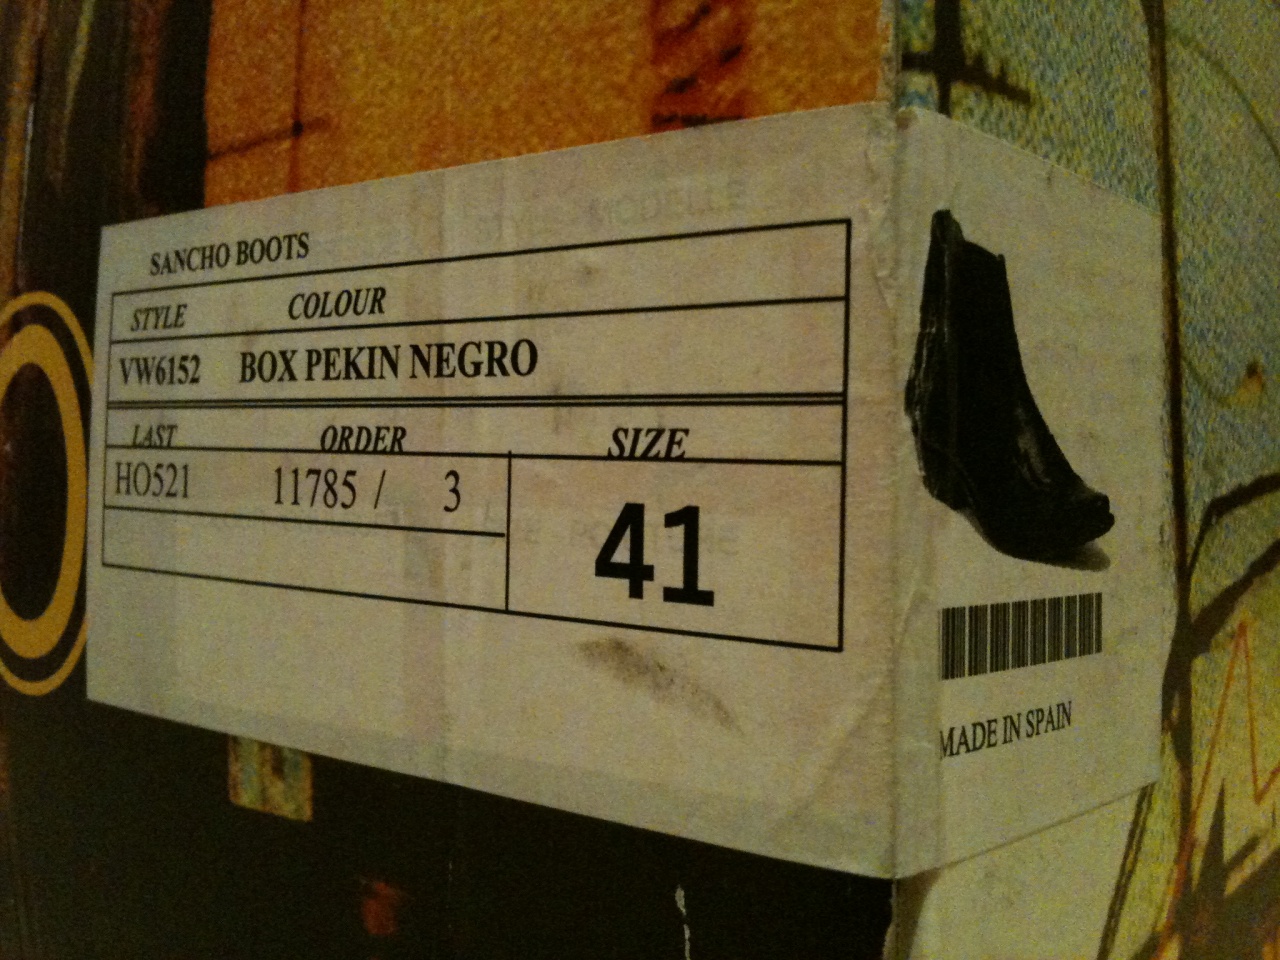 SANCHO BOOTS
STYLE COLOUR
VW6152 BOX PEKIN NEGRO
LAST ORDER SIZE
HO521 11785 / 3
41
MADE IN SPAIN